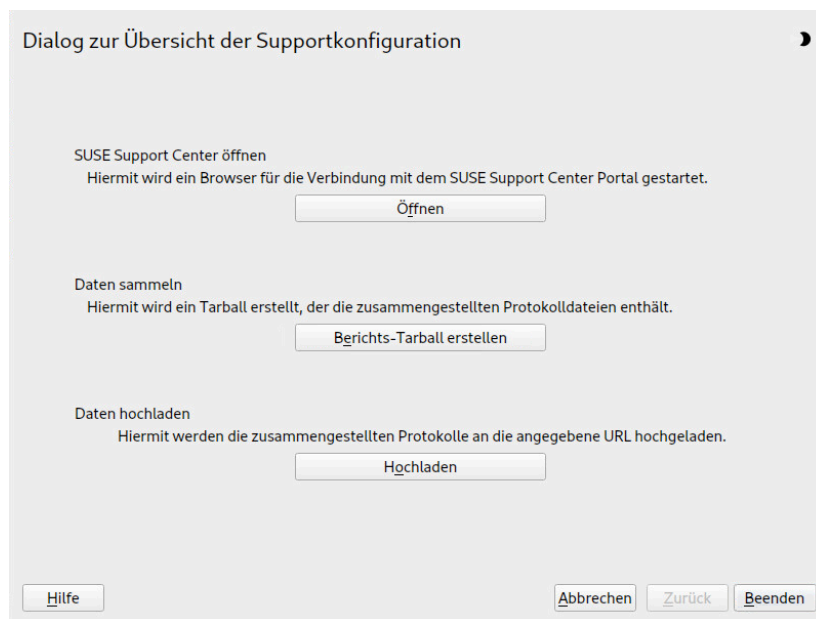 Dialog zur Übersicht der Supportkonfiguration
SUSE Support Center öffnen
Hiermit wird ein Browser für die Verbindung mit dem SUSE Support Center Portal gestartet.
Öffnen
Daten sammeln
Hiermit wird ein Tarball erstellt, der die zusammengestellten Protokolldateien enthält.
Berichts-Tarball erstellen
Daten hochladen
Hiermit werden die zusammengestellten Protokolle an die angegebene URL hochgeladen.
Hochladen
Hilfe Abbrechen Zurück Beenden